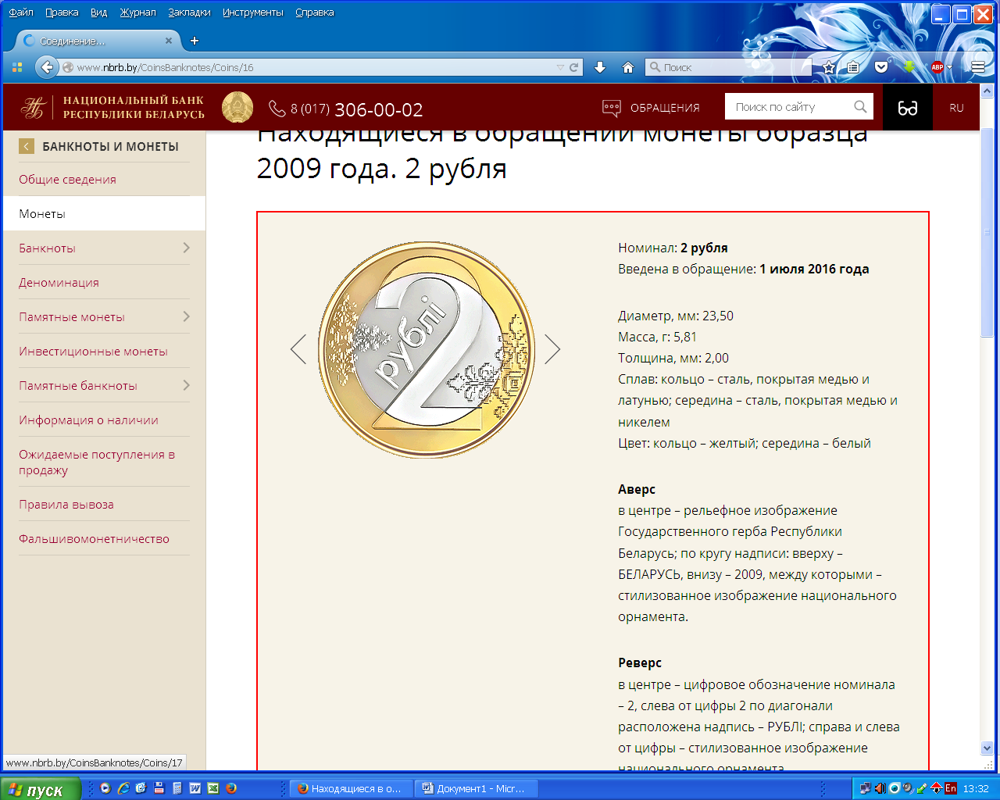 Файл Правка Вид Журнал Закладки Инструменты Справка
Соединение...
www.nbrb.by/CoinsBanknotes/Coins/16
Поиск
ABP
НАЦИОНАЛЬНЫЙ БАНК
РЕСПУБЛИКИ БЕЛАРУСЬ
8 (017) 306-00-02
ОБРАЩЕНИЯ
Поиск по сайту
RU
БАНКНОТЫ И МОНЕТЫ
Общие сведения
Монеты
Банкноты
Деноминация
Памятные монеты
Инвестиционные монеты
Памятные банкноты
Информация о наличии
Ожидаемые поступления в
продажу
Правила вывоза
Фальшивомонетничество
Находящиеся в обращении монеты образца
2009 года. 2 рубля
2
рублі
Номинал: 2 рубля
Введена в обращение: 1 июля 2016 года
Диаметр, мм: 23,50
Масса, г: 5,81
Толщина, мм: 2,00
Сплав: кольцо – сталь, покрытая медью и
латунью; середина – сталь, покрытая медью и
никелем
Цвет: кольцо – желтый; середина – белый
Аверс
в центре – рельефное изображение
Государственного герба Республики
Беларусь; по кругу надписи: вверху –
БЕЛАРУСЬ, внизу – 2009, между которыми –
стилизованное изображение национального
орнамента.
Реверс
в центре – цифровое обозначение номинала
– 2, слева от цифры 2 по диагонали
расположена надпись – РУБЛІ; справа и слева
от цифры – стилизованное изображение
национального орнамента
www.nbrb.by/CoinsBanknotes/Coins/17
пуск
Находящиеся в о...
Документ1 - Micr...
En
13:32